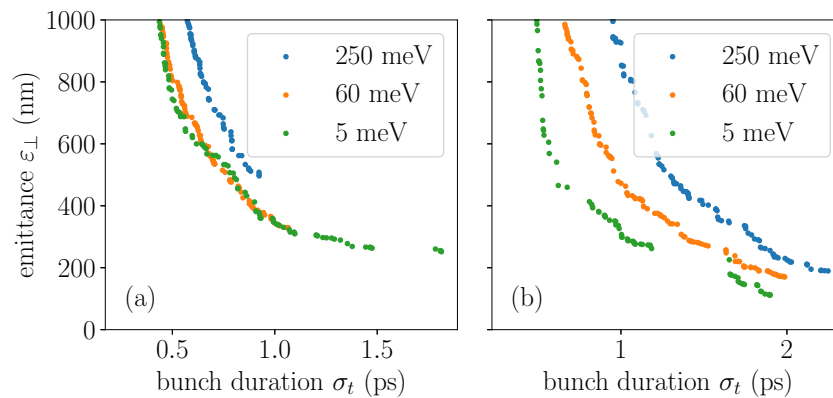 1000
800
600
400
200
0
emittance ε⊥ (nm)
250 meV
60 meV
5 meV
(a)
0.5 1.0 1.5
bunch duration σt (ps)
250 meV
60 meV
5 meV
(b)
1 2
bunch duration σt (ps)